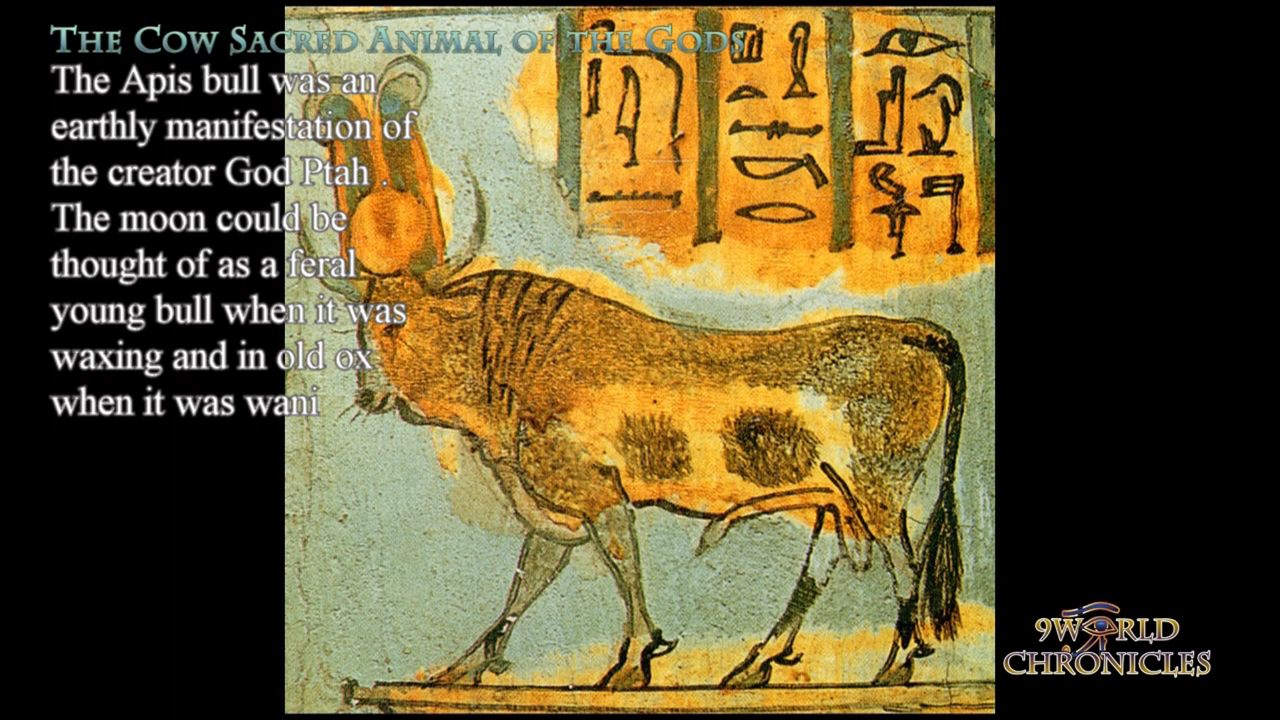 The Cow Sacred Animal of the Gods
The Apis bull was an
earthly manifestation of
the creator God Ptah .
The moon could be
thought of as a feral
young bull when it was
waxing and in old ox
when it was wani
9WORLD
CHRONICLES